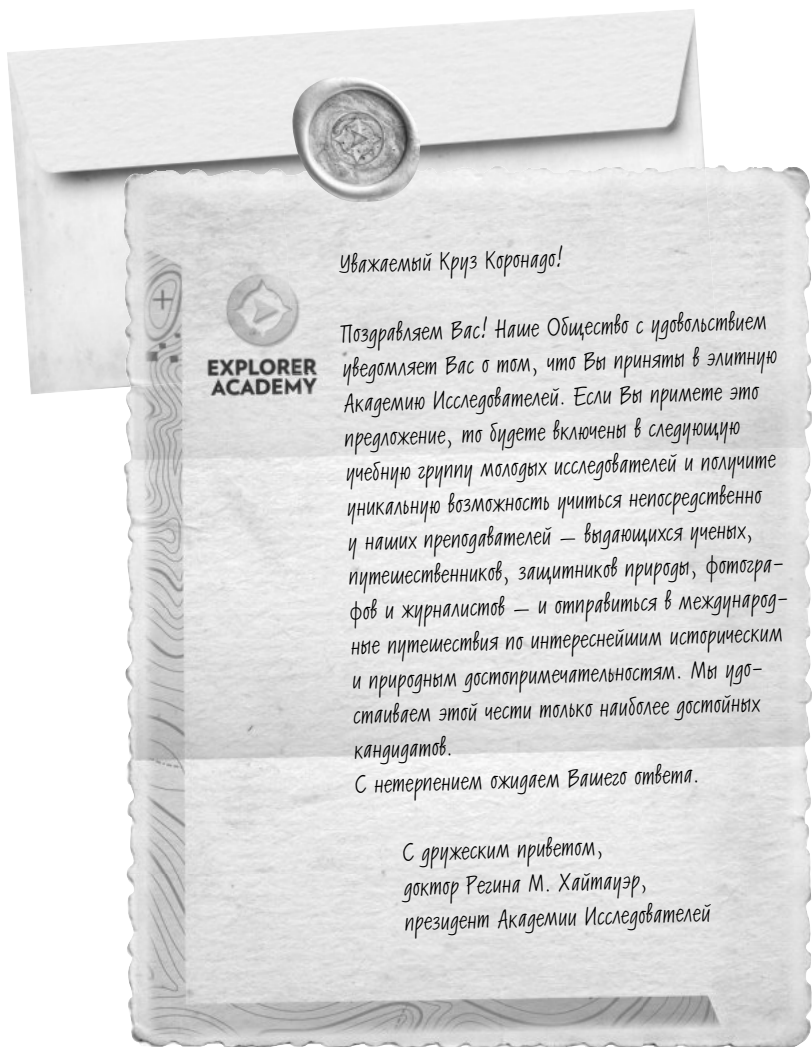 Уважаемый Круз Коронадо!
EXPLORER
ACADEMY
Поздравляем Вас! Наше Общество с удовольствием
уведомляет Вас о том, что Вы приняты в элитную
Академию Исследователей. Если Вы примете это
предложение, то будете включены в следующую
учебную группу молодых исследователей и получите
уникальную возможность учиться непосредственно
у наших преподавателей — выдающихся ученых,
путешественников, защитников природы, фотогра-
фов и журналистов — и отправиться в международ-
ные путешествия по интереснейшим историческим
и природным достопримечательностям. Мы удо-
стаиваем этой чести только наиболее достойных
кандидатов.
С нетерпением ожидаем Вашего ответа.
С дружеским приветом,
доктор Регина М. Хайтауэр,
президент Академии Исследователей